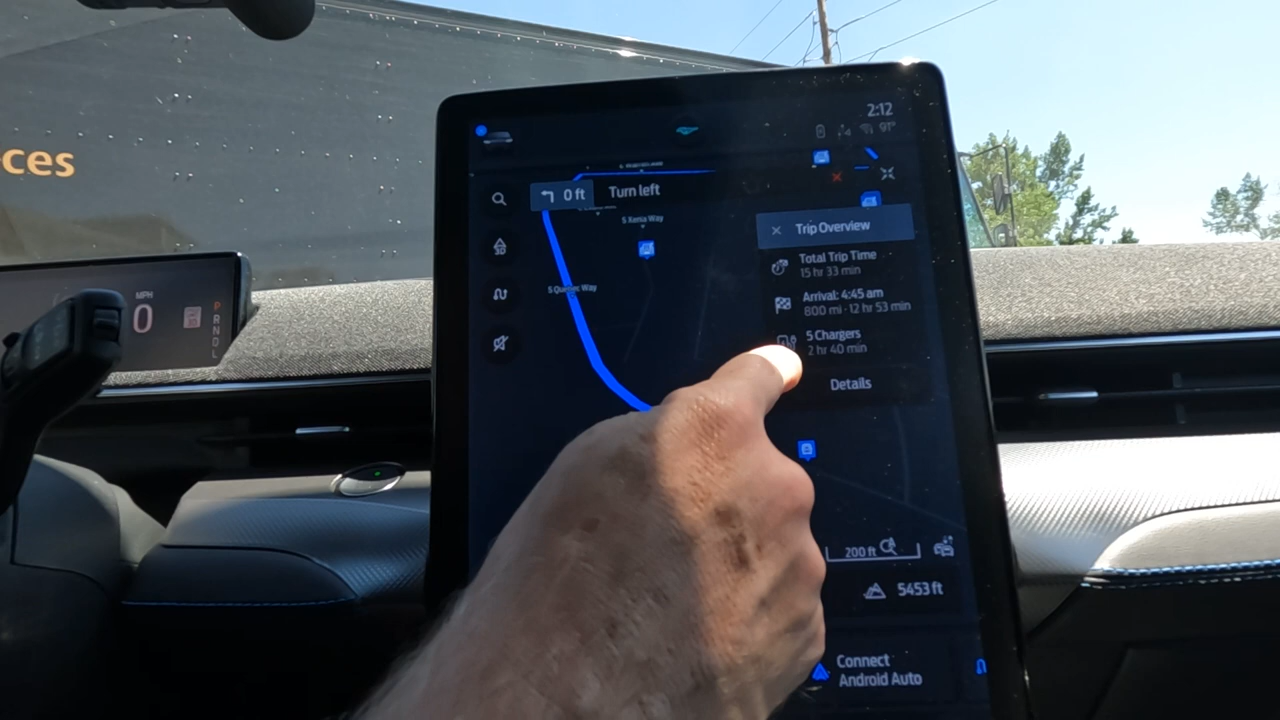 ces
MPH
0
P
R
N
D
L
2:12
91°
0 ft
Turn left
S Xenia Way
S Quebec Way
Trip Overview
Total Trip Time
15 hr 33 min
Arrival: 4:45 am
800 mi · 12 hr 53 min
5 Chargers
2 hr 40 min
Details
200 ft
5453 ft
Connect
Android Auto